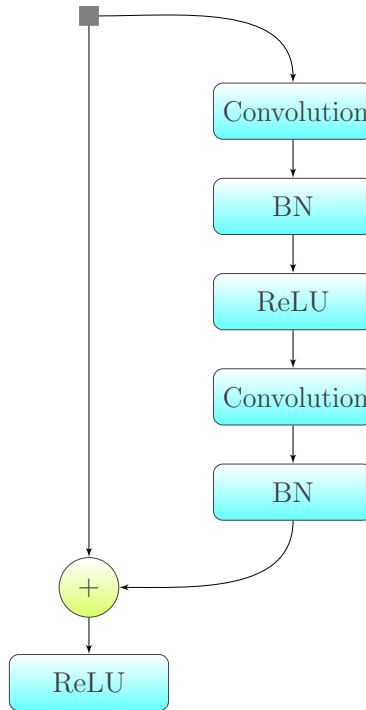 Convolution
BN
ReLU
Convolution
BN
+
ReLU